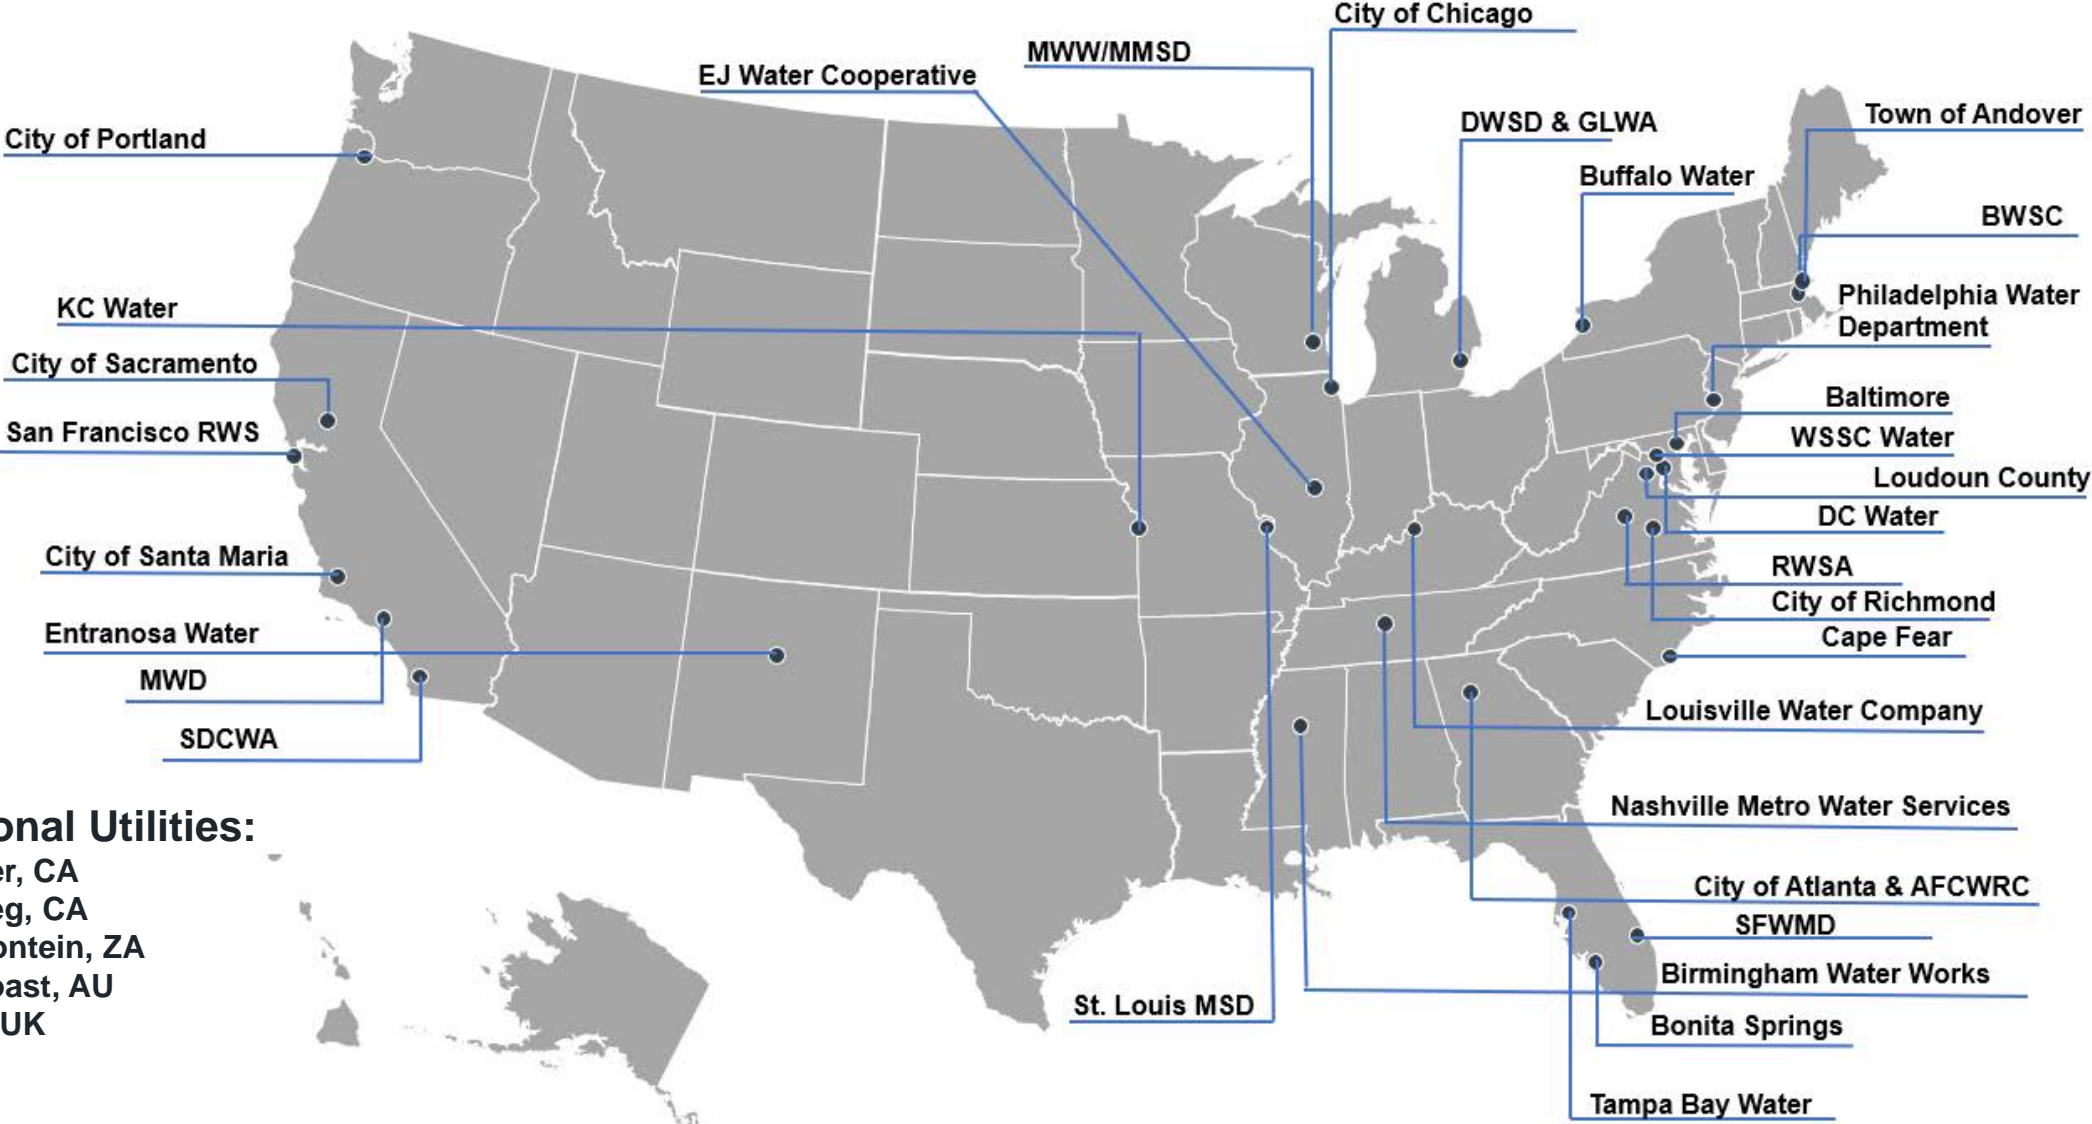 City of Chicago
MWW/MMSD
EJ Water Cooperative
Town of Andover
DWSD & GLWA
City of Portland
Buffalo Water
BWSC
Philadelphia Water
Department
KC Water
City of Sacramento
Baltimore
San Francisco RWS
WSSC Water
Loudoun County
DC Water
City of Santa Maria
RWSA
City of Richmond
Entranosa Water
Cape Fear
MWD
Louisville Water Company
SDCWA
Nashville Metro Water Services
onal Utilities:
er, CA
eg, CA
ontein, ZA
oast, AU
UK
City of Atlanta & AFCWRC
SFWMD
Birmingham Water Works
St. Louis MSD
Bonita Springs
Tampa Bay Water